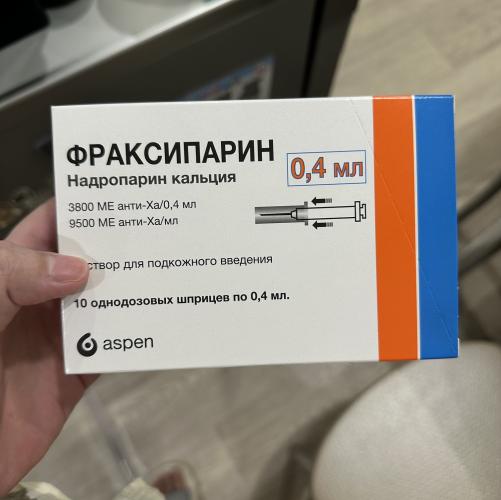 ФРАКСИПАРИН
0,4 мл
Надропарин кальция
3800 МЕ анти-Ха/0,4 мл
9500 МЕ анти-Ха/мл
для подкожного введения
10 однодозовых шприцев по 0,4 мл.
aspen